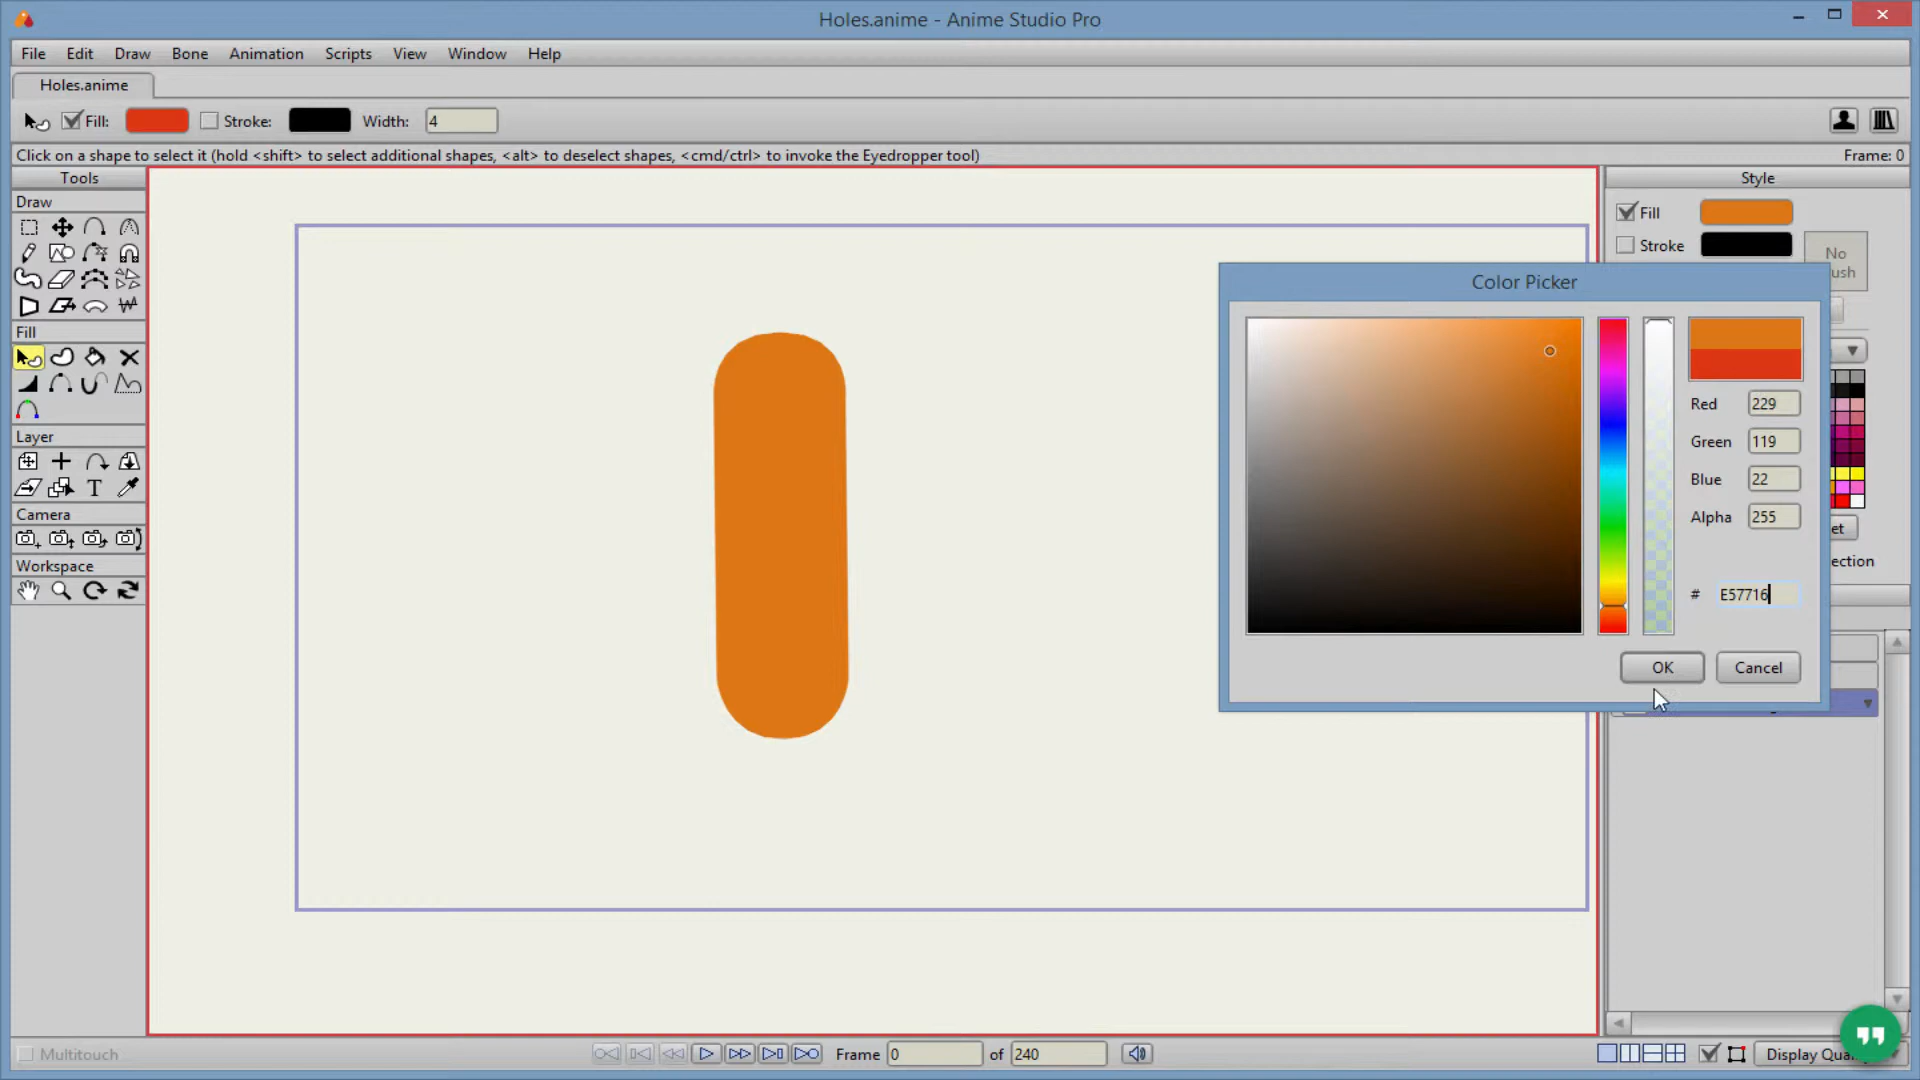 Holes.anime - Anime Studio Pro
File Edit Draw Bone Animation Scripts View Window Help
Holes.anime
Fill: Stroke: Width: 4
Click on a shape to select it (hold <shift> to select additional shapes, <alt> to deselect shapes, <cmd/ctrl> to invoke the Eyedropper tool) Frame: 0
Tools
Style
Draw
Fill
Stroke
No
ush
Color Picker
Fill
Red 229
Green 119
Layer
Blue 22
Alpha 255
Camera
et
Workspace
ection
# E57716
OK Cancel
Multitouch
Frame 0 of 240
Display Qua